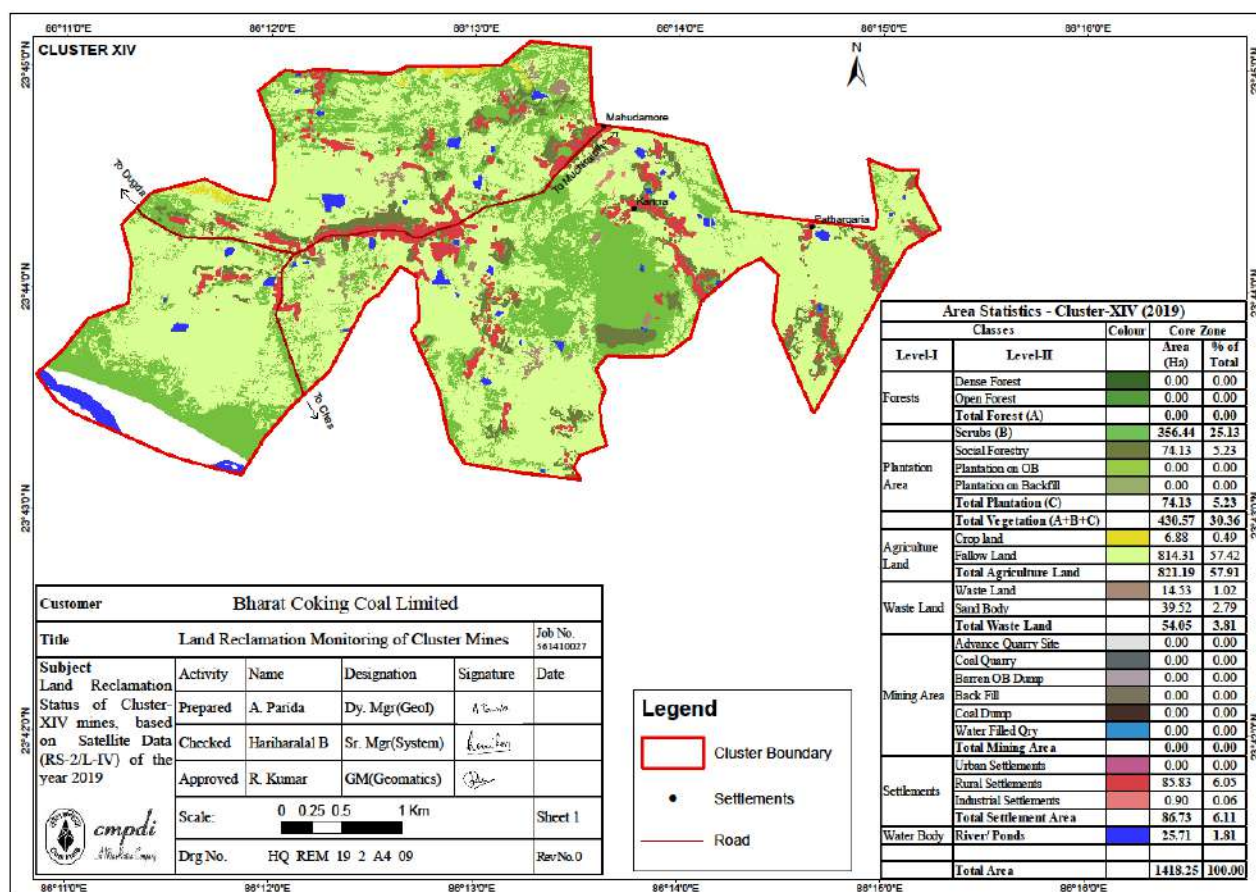 86°11'0"E 86°12'0"E 86°13'0"E 86°14'0"E 86°15'0"E 86°16'0"E
CLUSTER XIV
N
23°45'0"N 23°45'0"N
Mahudamore
To Dugda
To Muchraidih
Kanra
Pathargaria
23°44'0"N 23°44'0"N
To Chas
23°43'0"N 23°43'0"N
23°42'0"N 23°42'0"N
Area Statistics - Cluster-XIV (2019)
Classes Colour Core Zone
Level-I Level-II Area (Ha) % of Total
Forests
Dense Forest 0.00 0.00
Open Forest 0.00 0.00
Total Forest (A) 0.00 0.00
Scrubs (B) 356.44 25.13
Plantation Area
Social Forestry 74.13 5.23
Plantation on OB 0.00 0.00
Plantation on Backfill 0.00 0.00
Total Plantation (C) 74.13 5.23
Total Vegetation (A+B+C) 430.57 30.36
Agriculture Land
Crop land 6.88 0.49
Fallow Land 814.31 57.42
Total Agriculture Land 821.19 57.91
Waste Land
Waste Land 14.53 1.02
Sand Body 39.52 2.79
Total Waste Land 54.05 3.81
Mining Area
Advance Quarry Site 0.00 0.00
Coal Quarry 0.00 0.00
Barren OB Dump 0.00 0.00
Back Fill 0.00 0.00
Coal Dump 0.00 0.00
Water Filled Qry 0.00 0.00
Total Mining Area 0.00 0.00
Settlements
Urban Settlements 0.00 0.00
Rural Settlements 85.83 6.05
Industrial Settlements 0.90 0.06
Total Settlement Area 86.73 6.11
Water Body River/ Ponds 25.71 1.81
Total Area 1418.25 100.00
Customer Bharat Coking Coal Limited
Title Land Reclamation Monitoring of Cluster Mines Job No. 561410027
Subject
Land Reclamation
Status of Cluster-
XIV mines, based
on Satellite Data
(RS-2/L-IV) of the
year 2019
Activity Name Designation Signature Date
Prepared A. Parida Dy. Mgr(Geol)
Checked Hariharalal B Sr. Mgr(System)
Approved R. Kumar GM(Geomatics)
Scale: 0 0.25 0.5 1 Km Sheet 1
cmpdi
Drg No. HQ REM 19 2 A4 09 Rev No. 0
Legend
Cluster Boundary
Settlements
Road
86°11'0"E 86°12'0"E 86°13'0"E 86°14'0"E 86°15'0"E 86°16'0"E